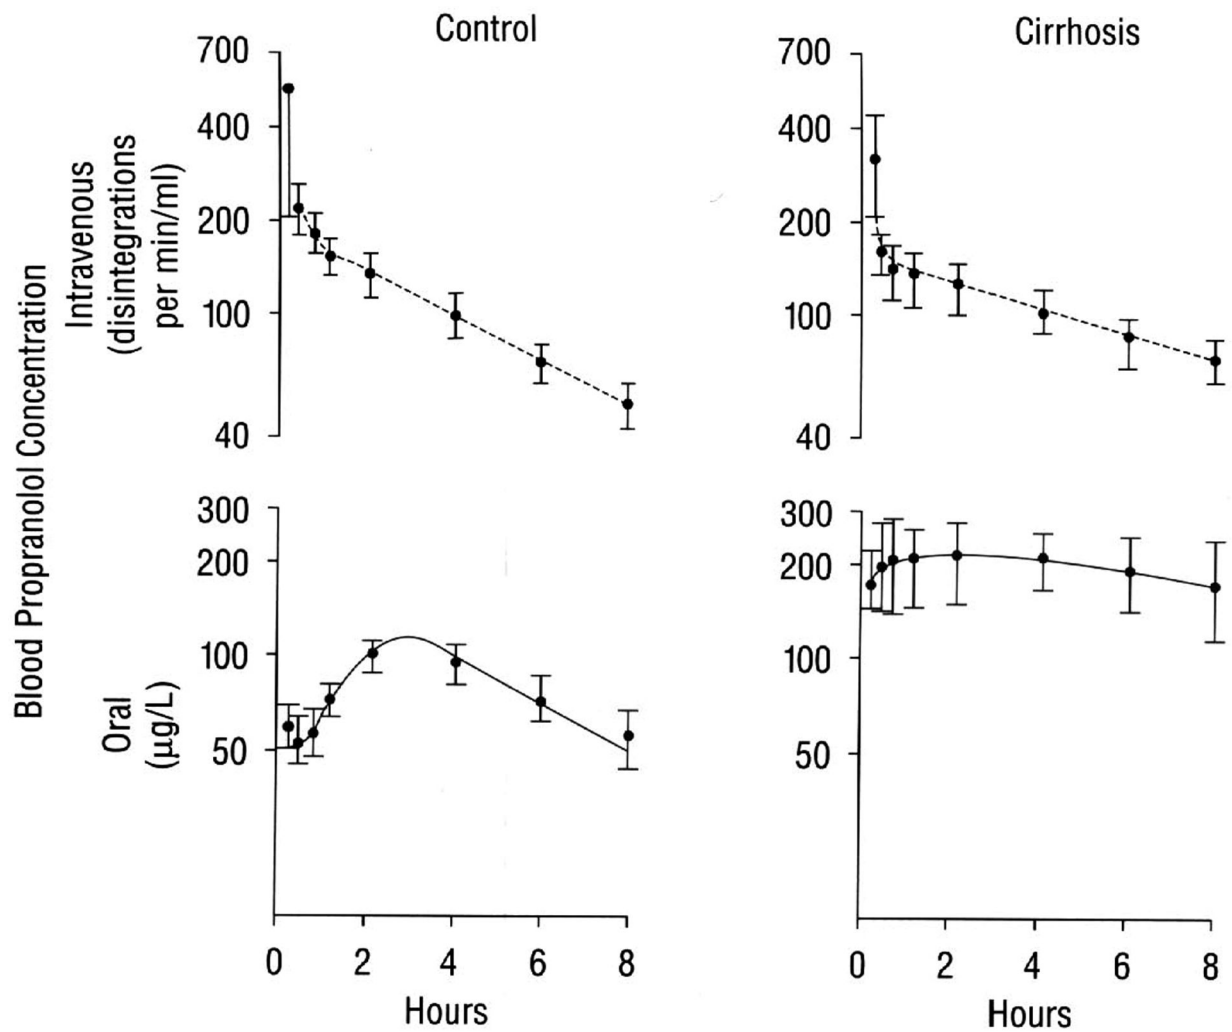 Control
Cirrhosis
Blood Propranolol Concentration
Intravenous
(disintegrations
per min/ml)
700
400
200
100
40
700
400
200
100
40
Oral
(µg/L)
300
200
100
50
300
200
100
50
0 2 4 6 8
Hours
0 2 4 6 8
Hours